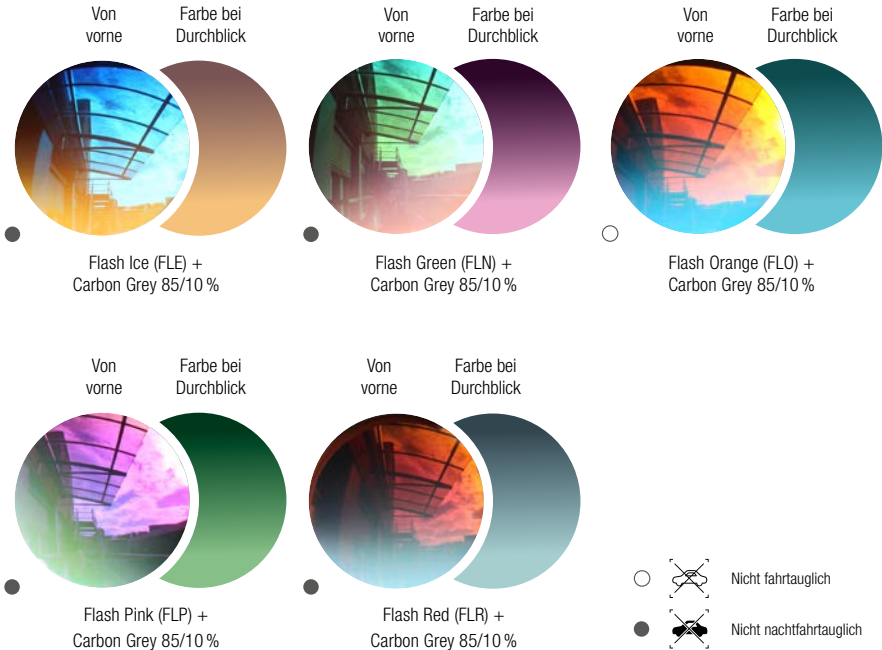 Von
vorne
Farbe bei
Durchblick
Von
vorne
Farbe bei
Durchblick
Von
vorne
Farbe bei
Durchblick
Flash Ice (FLE) +
Carbon Grey 85/10 %
Flash Green (FLN) +
Carbon Grey 85/10 %
Flash Orange (FLO) +
Carbon Grey 85/10 %
Von
vorne
Farbe bei
Durchblick
Von
vorne
Farbe bei
Durchblick
Flash Pink (FLP) +
Carbon Grey 85/10 %
Flash Red (FLR) +
Carbon Grey 85/10 %
Nicht fahrtauglich
Nicht nachtfahrtauglich